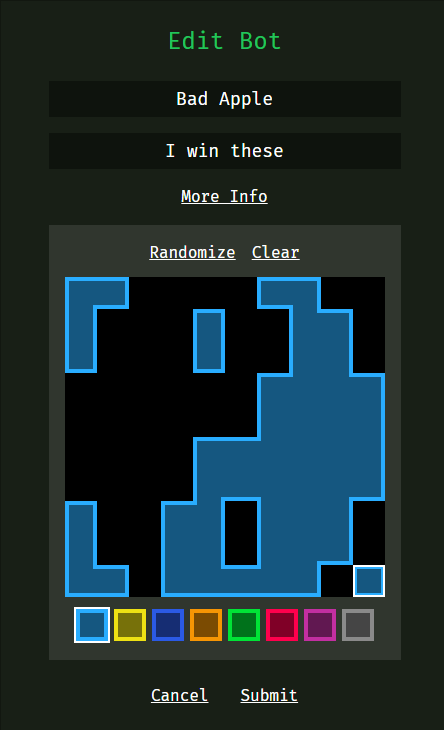 Edit Bot
Bad Apple
I win these
More Info
Randomize Clear
Cancel Submit